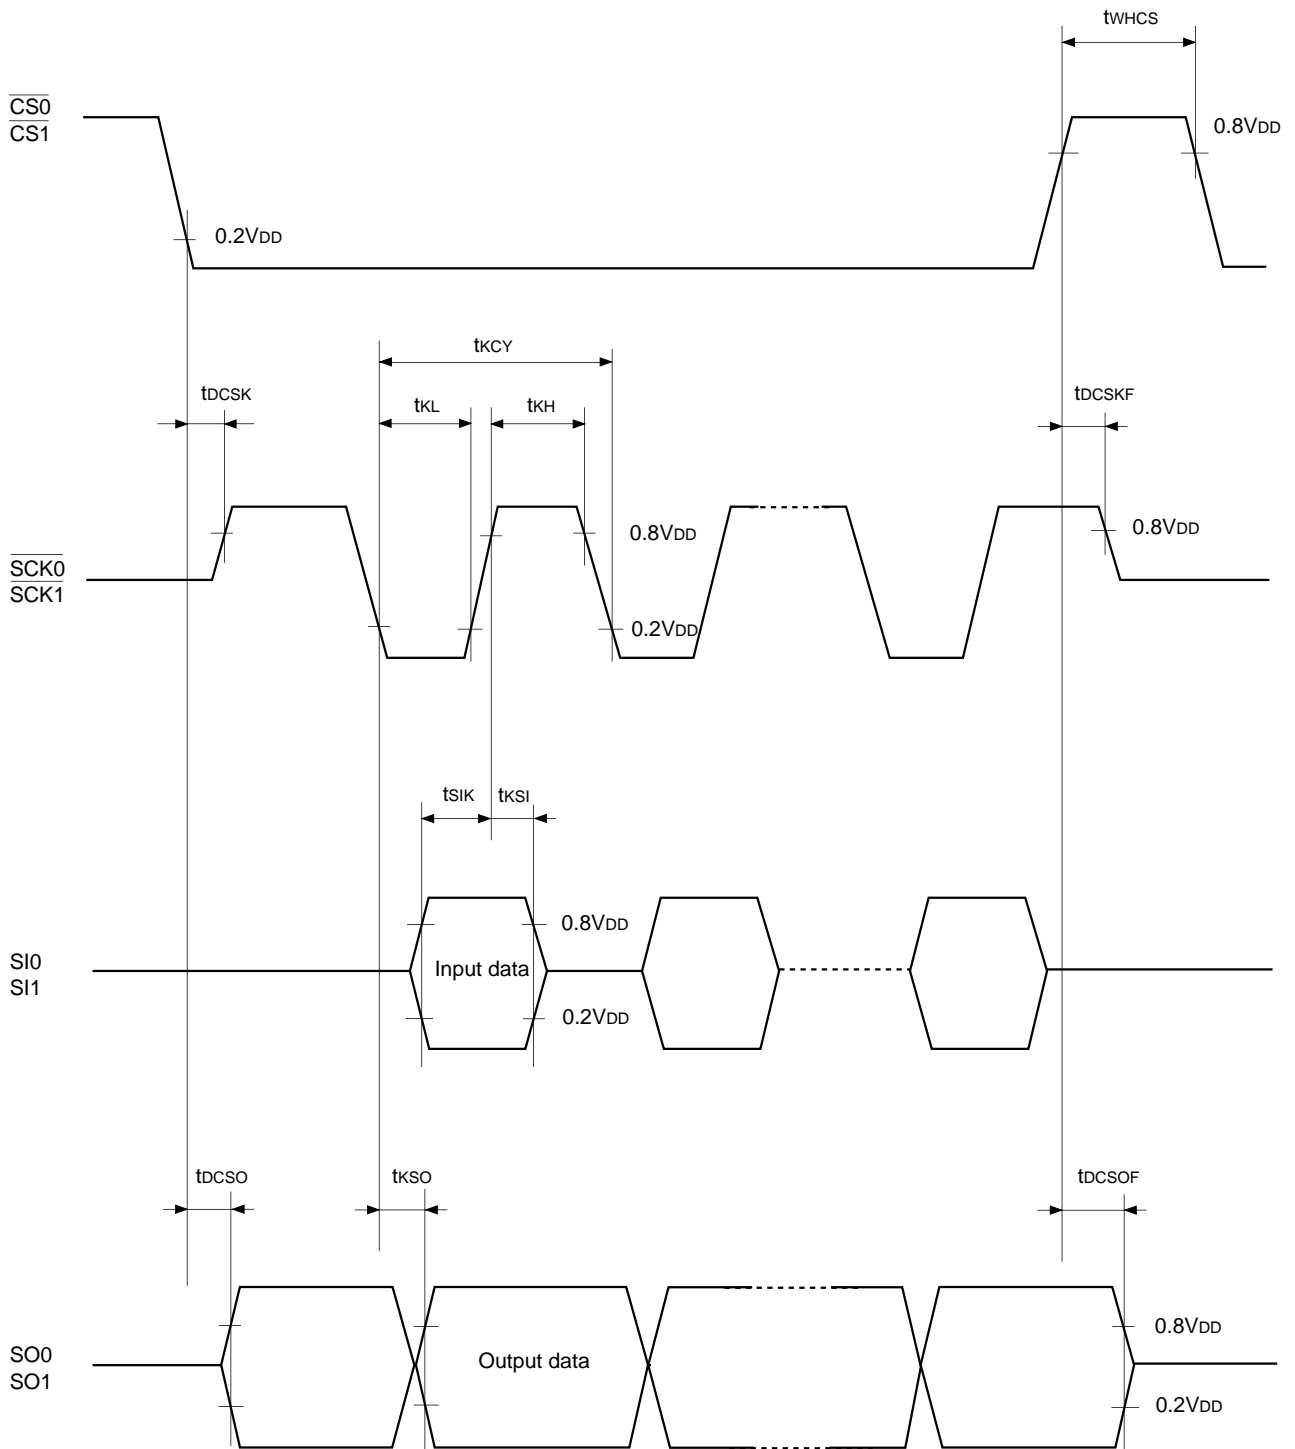 tWHCS
CS0
CS1
0.8VDD
0.2VDD
tKCY
tDCSK
tKL
tKH
tDCSKF
SCK0
SCK1
0.8VDD
0.8VDD
0.2VDD
tSIK
tKSI
SI0
SI1
0.8VDD
Input data
0.2VDD
tDCSO
tKSO
tDCSOF
SO0
SO1
0.8VDD
Output data
0.2VDD